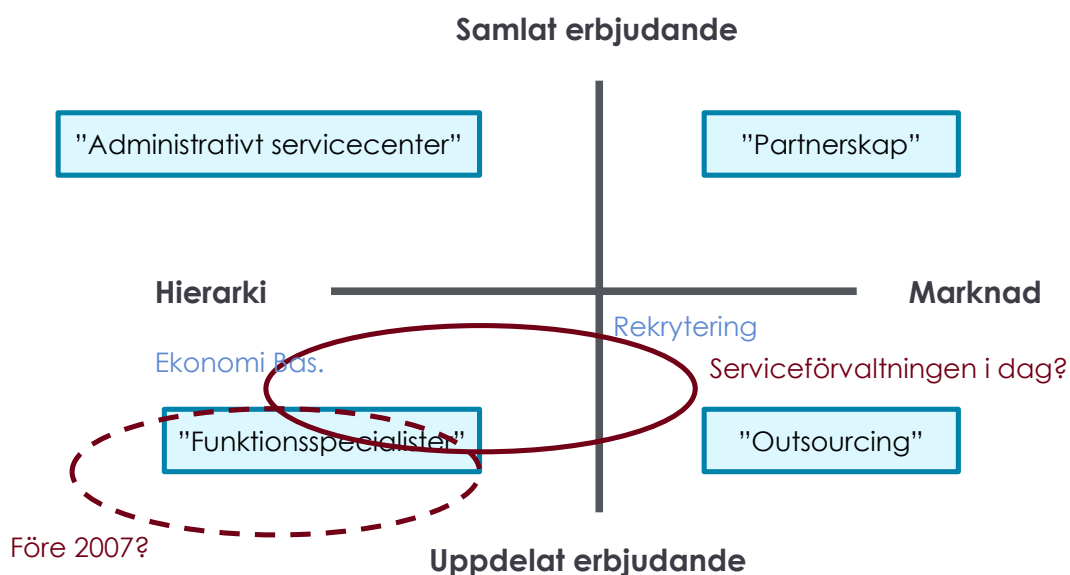 Samlat erbjudande
”Administrativt servicecenter”
”Partnerskap”
Hierarki
Marknad
Rekrytering
Ekonomi Bas.
Serviceförvaltningen i dag?
”Funktionsspecialister”
”Outsourcing”
Före 2007?
Uppdelat erbjudande